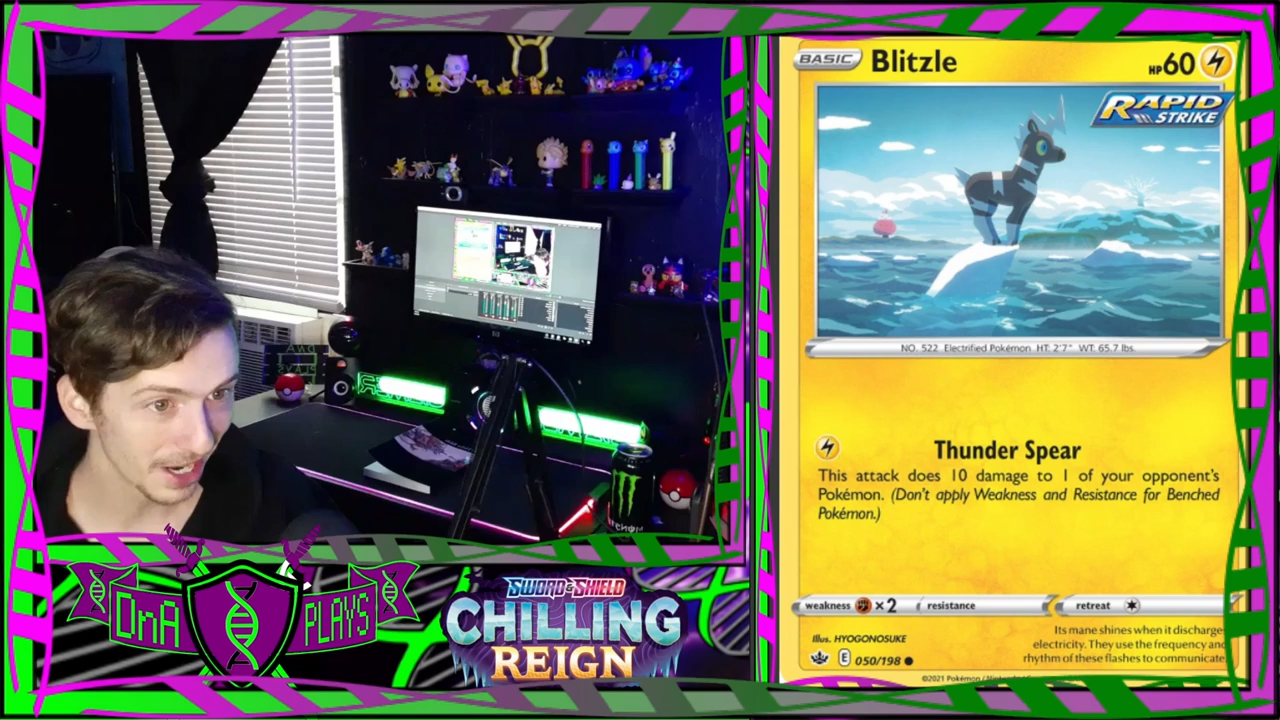 BASIC Blitzle HP60
RAPID
STRIKE
NO. 522 Electrified Pokémon HT: 2'7" WT: 65.7 lbs.
Thunder Spear
This attack does 10 damage to 1 of your opponent's
Pokémon. (Don't apply Weakness and Resistance for Benched
Pokémon.)
weakness ×2 resistance retreat
Illus. HYOGONOSUKE
E 050/198
Its mane shines when it discharge
electricity. They use the frequency and
rhythm of these flashes to communicate
©2021 Pokémon
DnA PLAYS
SWORD & SHIELD
CHILLING
REIGN